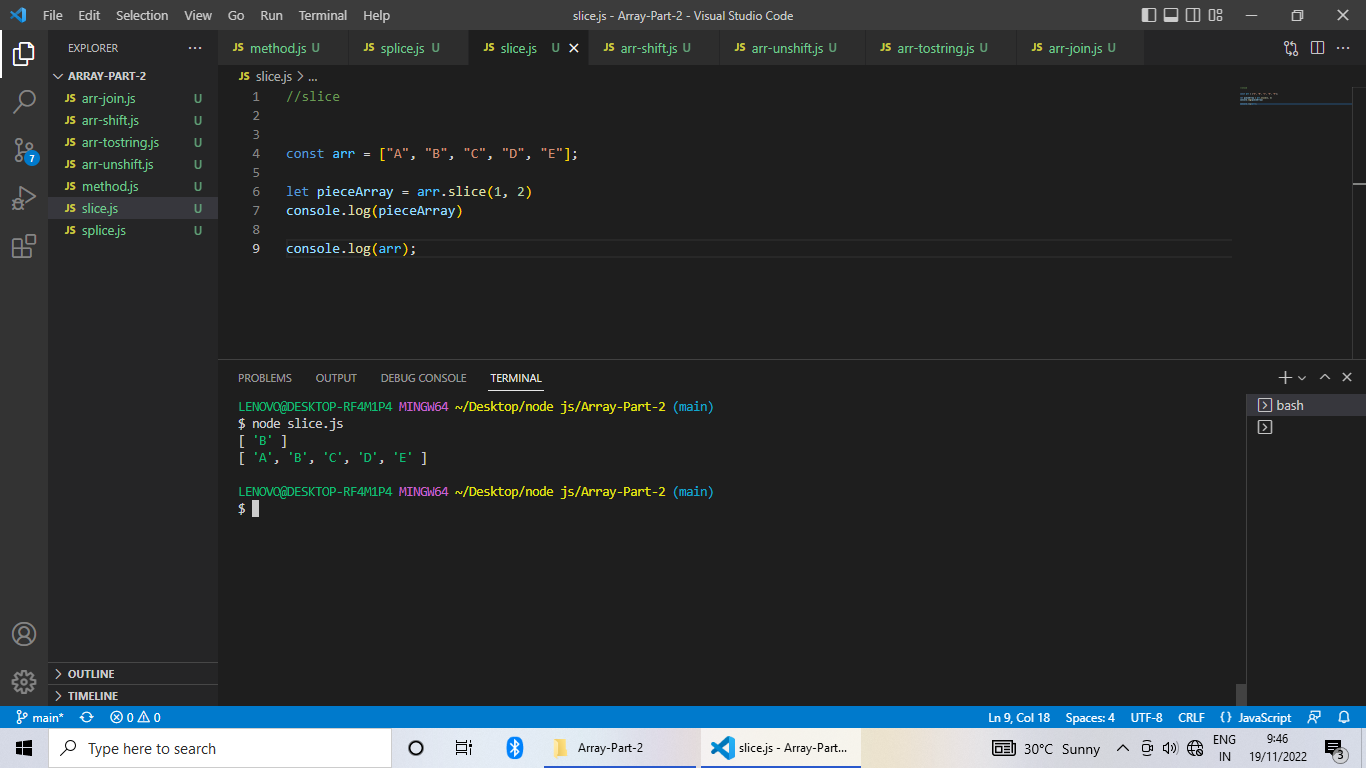 File Edit Selection View Go Run Terminal Help slice.js - Array-Part-2 - Visual Studio Code
EXPLORER ···
JS method.js U JS splice.js U JS slice.js U JS arr-shift.js U JS arr-unshift.js U JS arr-tostring.js U JS arr-join.js U
ARRAY-PART-2
JS arr-join.js U
JS arr-shift.js U
JS arr-tostring.js U
JS arr-unshift.js U
JS method.js U
JS slice.js U
JS splice.js U
7
OUTLINE
TIMELINE
JS slice.js > ...
1 //slice
2
3
4 const arr = ["A", "B", "C", "D", "E"];
5
6 let pieceArray = arr.slice(1, 2)
7 console.log(pieceArray)
8
9 console.log(arr);
PROBLEMS OUTPUT DEBUG CONSOLE TERMINAL
LENOVO@DESKTOP-RF4M1P4 MINGW64 ~/Desktop/node js/Array-Part-2 (main)
$ node slice.js
[ 'B' ]
[ 'A', 'B', 'C', 'D', 'E' ]
LENOVO@DESKTOP-RF4M1P4 MINGW64 ~/Desktop/node js/Array-Part-2 (main)
$
bash
main* 0 0 Ln 9, Col 18 Spaces: 4 UTF-8 CRLF {} JavaScript
Type here to search Array-Part-2 slice.js - Array-Part... 30°C Sunny ENG IN 9:46 19/11/2022 3